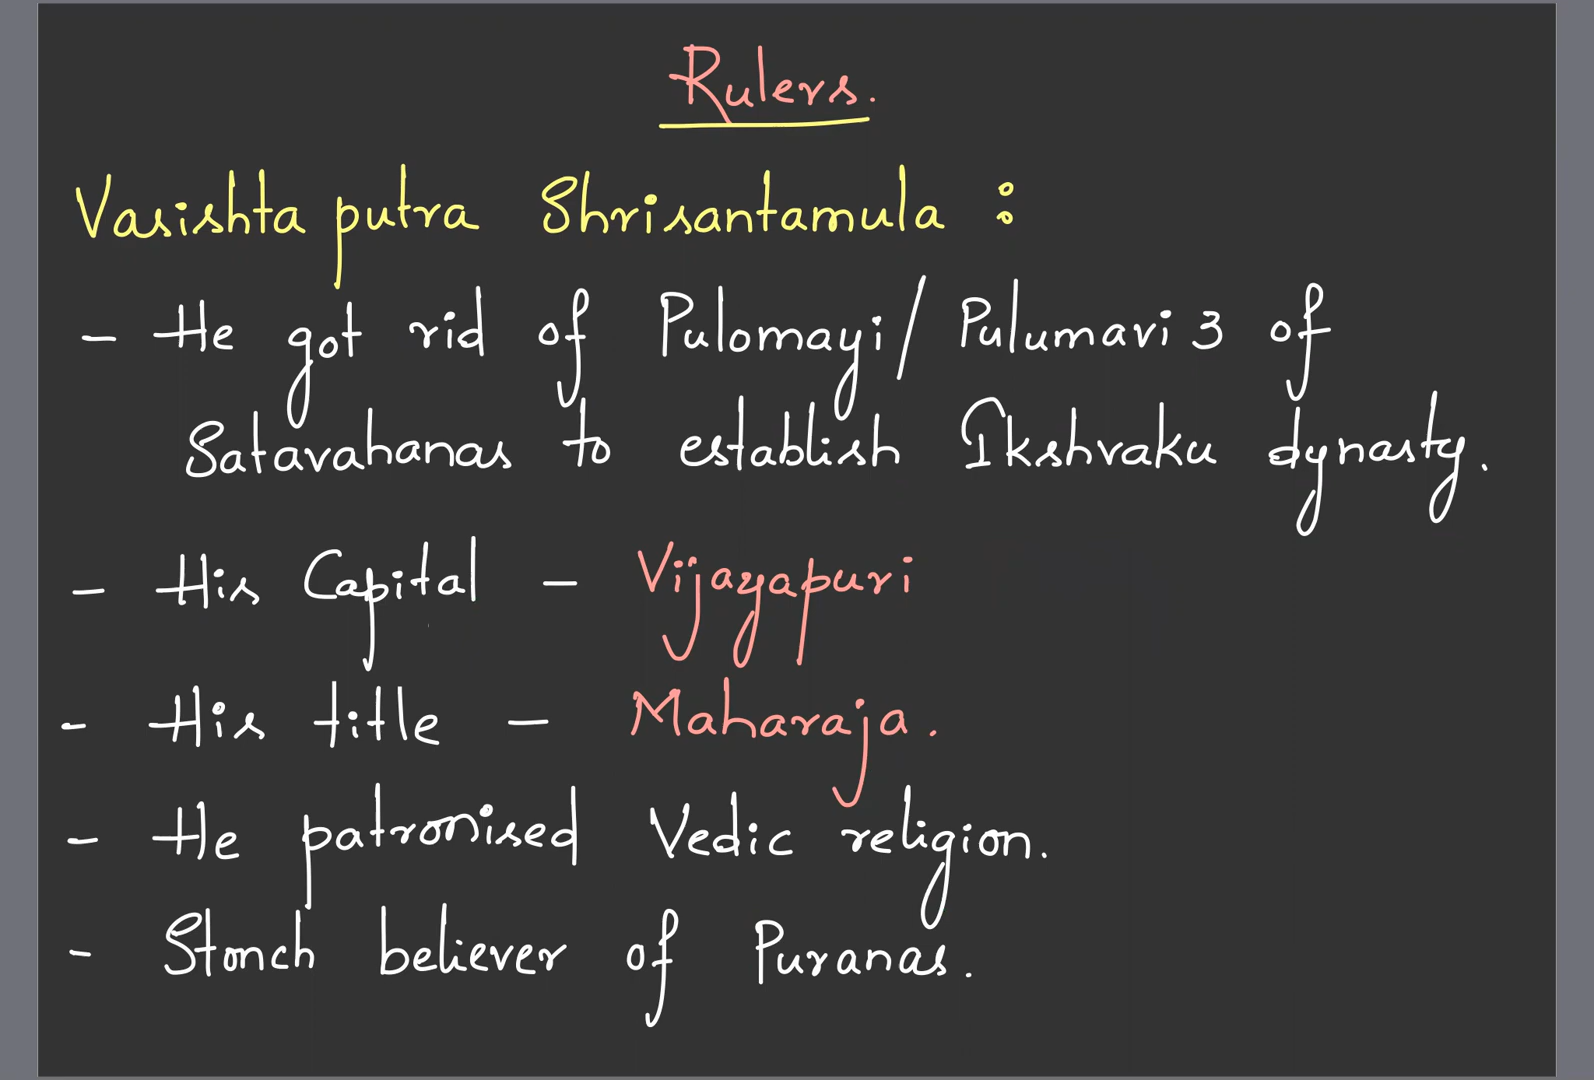 Rulers.
Vasishta putra Shrisantamula :
- He got rid of Pulomayi/ Pulumavi 3 of
Satavahanas to establish Ikshvaku dynasty.
- His Capital - Vijayapuri
- His title - Maharaja.
- He patronised Vedic religion.
- Stonch believer of Puranas.